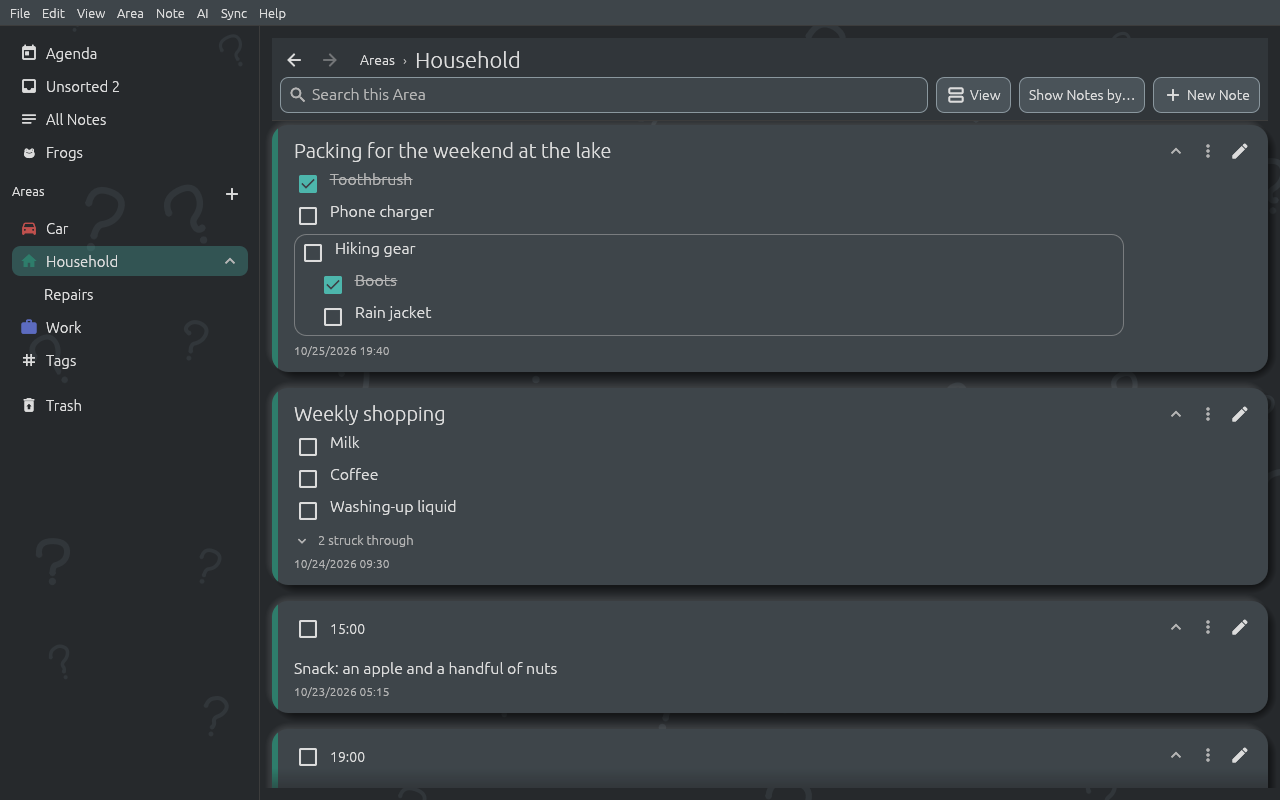 File Edit View Area Note AI Sync Help
Agenda
Unsorted 2
All Notes
Frogs
Areas
Car
Household
Repairs
Work
Tags
Trash
Areas › Household
Search this Area
View
Show Notes by...
New Note
Packing for the weekend at the lake
Toothbrush
Phone charger
Hiking gear
Boots
Rain jacket
10/25/2026 19:40
Weekly shopping
Milk
Coffee
Washing-up liquid
2 struck through
10/24/2026 09:30
15:00
Snack: an apple and a handful of nuts
10/23/2026 05:15
19:00